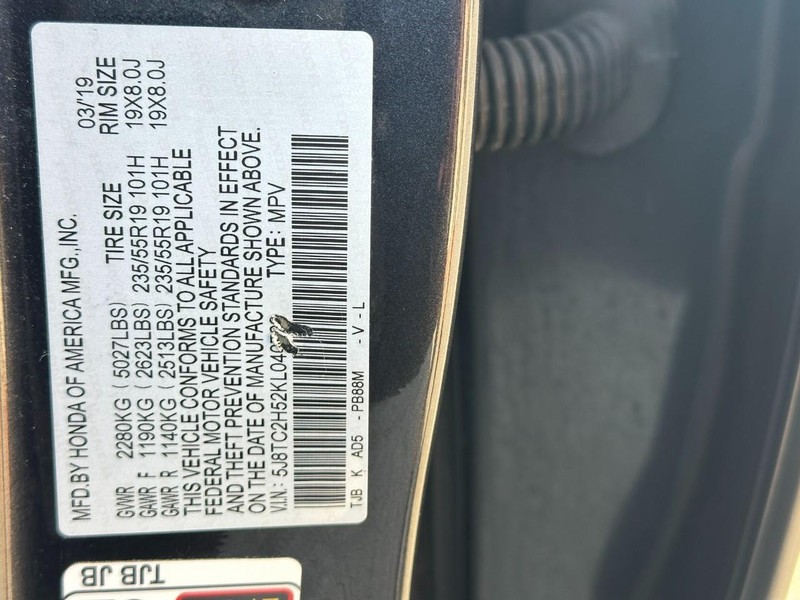 MFD.BY HONDA OF AMERICA MFG.,INC. 03/'19
TIRE SIZE RIM SIZE
GVWR 2280KG ( 5027LBS)
GAWR F 1190KG ( 2623LBS) 235/55R19 101H 19X8.0J
GAWR R 1140KG ( 2513LBS) 235/55R19 101H 19X8.0J
THIS VEHICLE CONFORMS TO ALL APPLICABLE
FEDERAL MOTOR VEHICLE SAFETY
AND THEFT PREVENTION STANDARDS IN EFFECT
ON THE DATE OF MANUFACTURE SHOWN ABOVE.
V.I.N.: TYPE: MPV
TJB K AD5 - PB88M - V - L
TJB JB